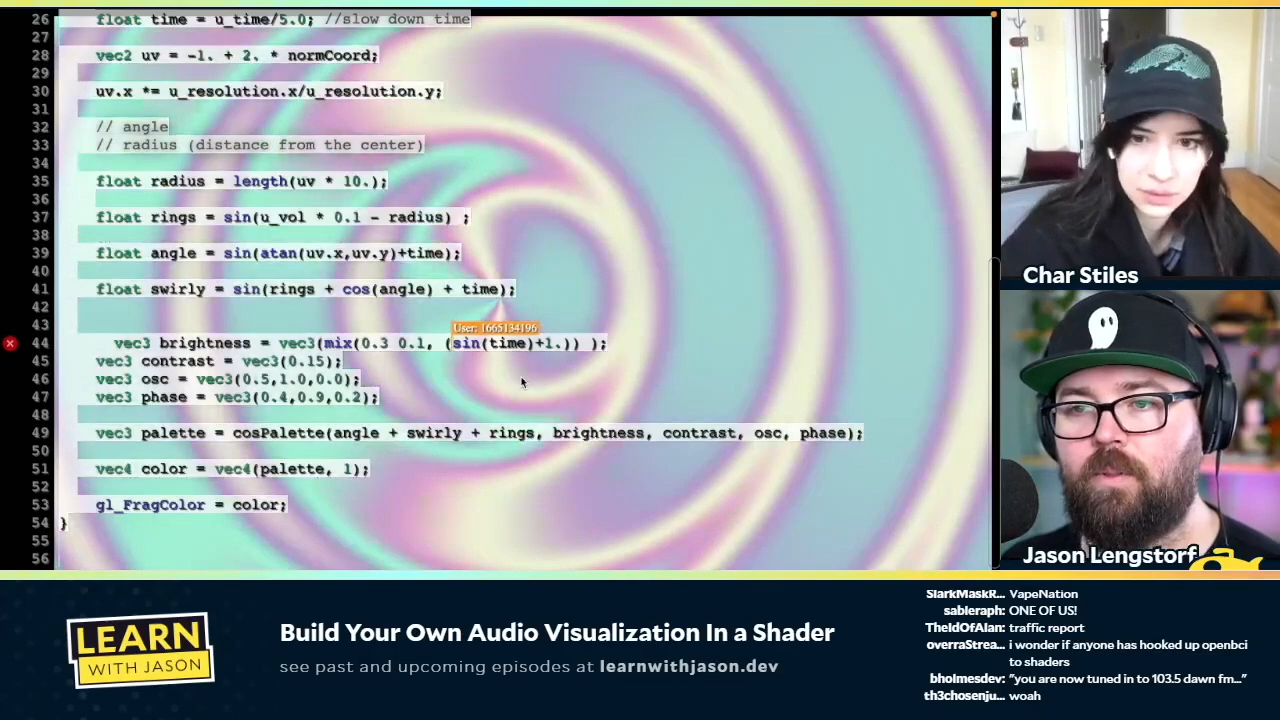 26 float time = u_time/5.0; //slow down time
27
28 vec2 uv = -1. + 2. * normCoord;
29
30 uv.x *= u_resolution.x/u_resolution.y;
31
32 // angle
33 // radius (distance from the center)
34
35 float radius = length(uv * 10.);
36
37 float rings = sin(u_vol * 0.1 - radius) ;
38
39 float angle = sin(atan(uv.x,uv.y)+time);
40
41 float swirly = sin(rings + cos(angle) + time);
42
43
User: 1665134196
44 vec3 brightness = vec3(mix(0.3 0.1, (sin(time)+1.)) );
45 vec3 contrast = vec3(0.15);
46 vec3 osc = vec3(0.5,1.0,0.0);
47 vec3 phase = vec3(0.4,0.9,0.2);
48
49 vec3 palette = cosPalette(angle + swirly + rings, brightness, contrast, osc, phase);
50
51 vec4 color = vec4(palette, 1);
52
53 gl_FragColor = color;
54 }
55
56
Char Stiles
Jason Lengstorf
LEARN
WITH JASON
Build Your Own Audio Visualization In a Shader
see past and upcoming episodes at learnwithjason.dev
SlarkMaskR... VapeNation
sableraph: ONE OF US!
TheIdOfAlan: traffic report
overraStrea... i wonder if anyone has hooked up openbci
to shaders
bholmesdev: "you are now tuned in to 103.5 dawn fm..."
th3chosenju... woah